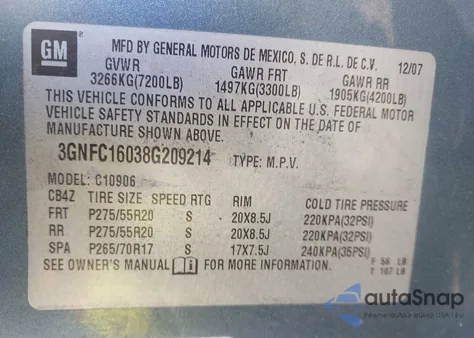 GM
MFD BY GENERAL MOTORS DE MEXICO, S. DE R.L. DE C.V. 12/07
GVWR GAWR FRT GAWR RR
3266KG(7200LB) 1497KG(3300LB) 1905KG(4200LB)
THIS VEHICLE CONFORMS TO ALL APPLICABLE U.S. FEDERAL MOTOR
VEHICLE SAFETY STANDARDS IN EFFECT ON THE DATE OF
MANUFACTURE SHOWN ABOVE.
3GNFC16038G209214 TYPE: M.P.V.
MODEL: C10906
CB4Z TIRE SIZE SPEED RTG RIM COLD TIRE PRESSURE
FRT P275/55R20 S 20X8.5J 220KPA(32PSI)
RR P275/55R20 S 20X8.5J 220KPA(32PSI)
SPA P265/70R17 S 17X7.5J 240KPA(35PSI)
SEE OWNER'S MANUAL FOR MORE INFORMATION
F 56 LB
T 107 LB
autoSnap